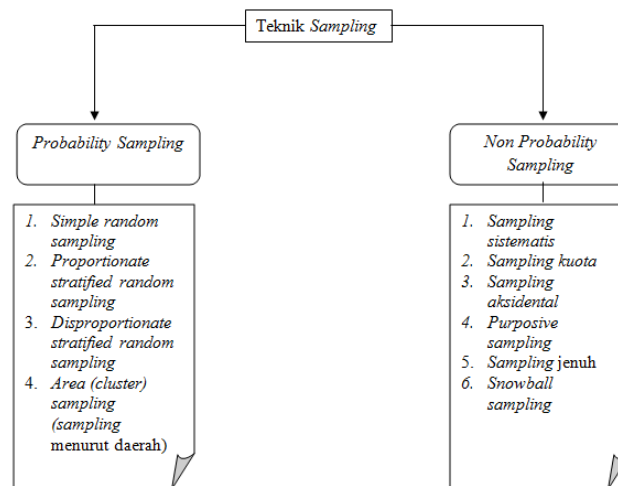 Teknik Sampling
Probability Sampling
1. Simple random
sampling
2. Proportionate
stratified random
sampling
3. Disproportionate
stratified random
sampling
4. Area (cluster)
sampling
(sampling
menurut daerah)
Non Probability
Sampling
1. Sampling
sistematis
2. Sampling kuota
3. Sampling
aksidental
4. Purposive
sampling
5. Sampling jenuh
6. Snowball
sampling